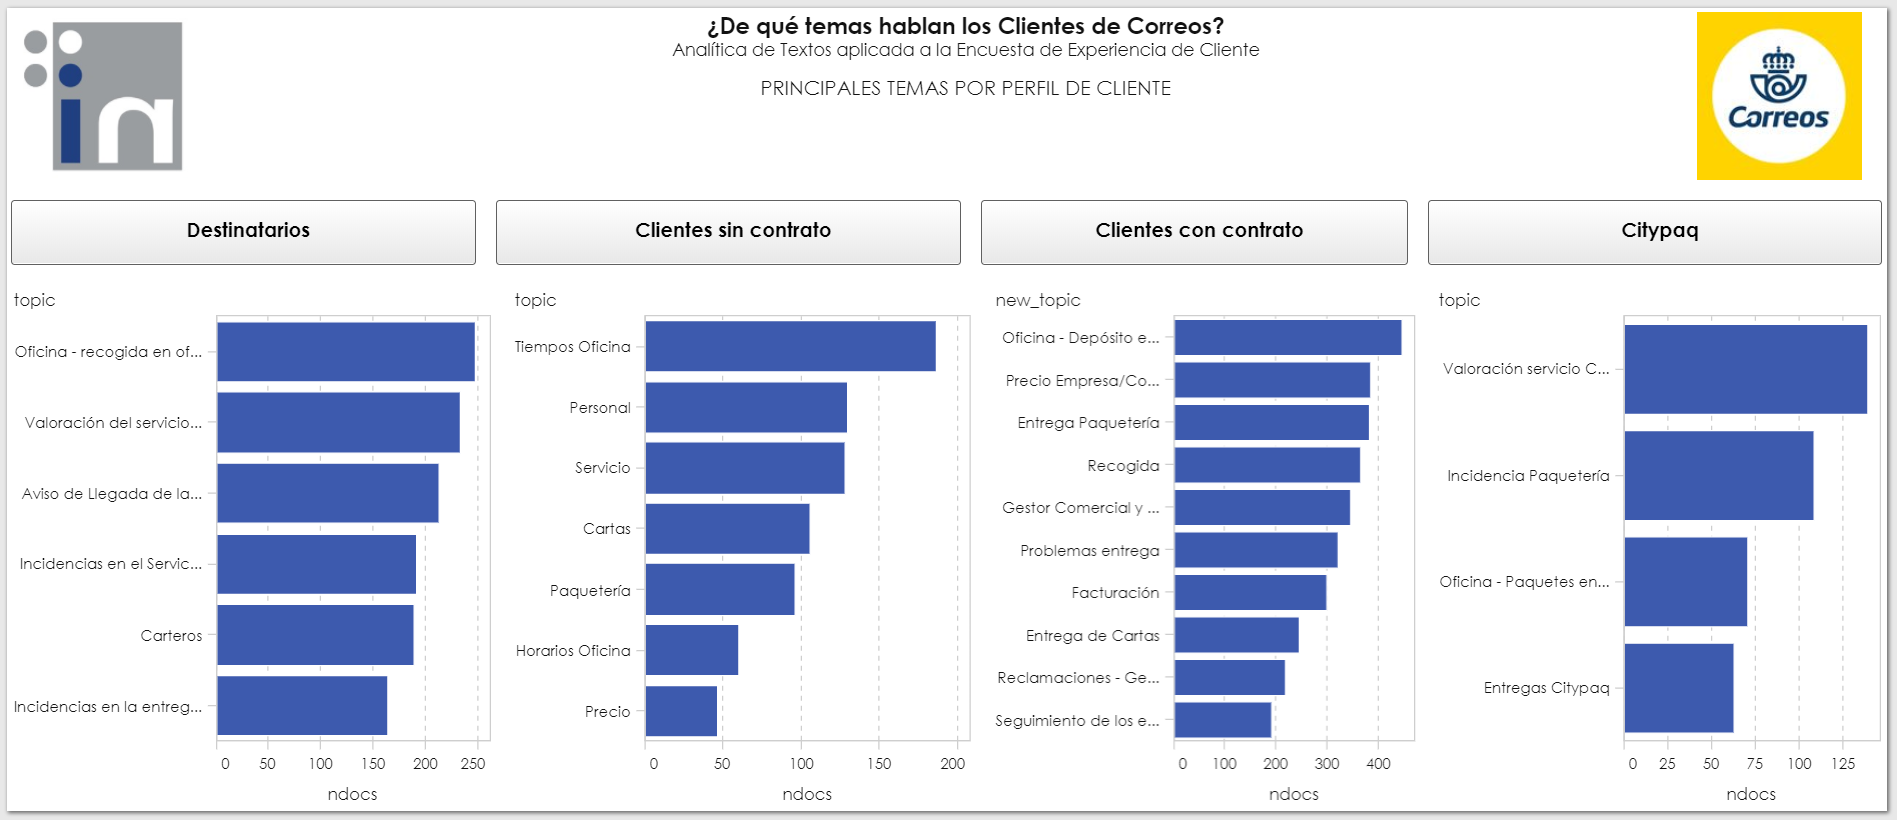 ¿De qué temas hablan los Clientes de Correos?
Analítica de Textos aplicada a la Encuesta de Experiencia de Cliente
PRINCIPALES TEMAS POR PERFIL DE CLIENTE
in
Correos
Destinatarios
topic
Oficina - recogida en of...
Valoración del servicio...
Aviso de Llegada de la...
Incidencias en el Servic...
Carteros
Incidencias en la entreg...
0 50 100 150 200 250
ndocs
Clientes sin contrato
topic
Tiempos Oficina
Personal
Servicio
Cartas
Paquetería
Horarios Oficina
Precio
0 50 100 150 200
ndocs
Clientes con contrato
new_topic
Oficina - Depósito e...
Precio Empresa/Co...
Entrega Paquetería
Recogida
Gestor Comercial y ...
Problemas entrega
Facturación
Entrega de Cartas
Reclamaciones - Ge...
Seguimiento de los e...
0 100 200 300 400
ndocs
Citypaq
topic
Valoración servicio C...
Incidencia Paquetería
Oficina - Paquetes en...
Entregas Citypaq
0 25 50 75 100 125
ndocs